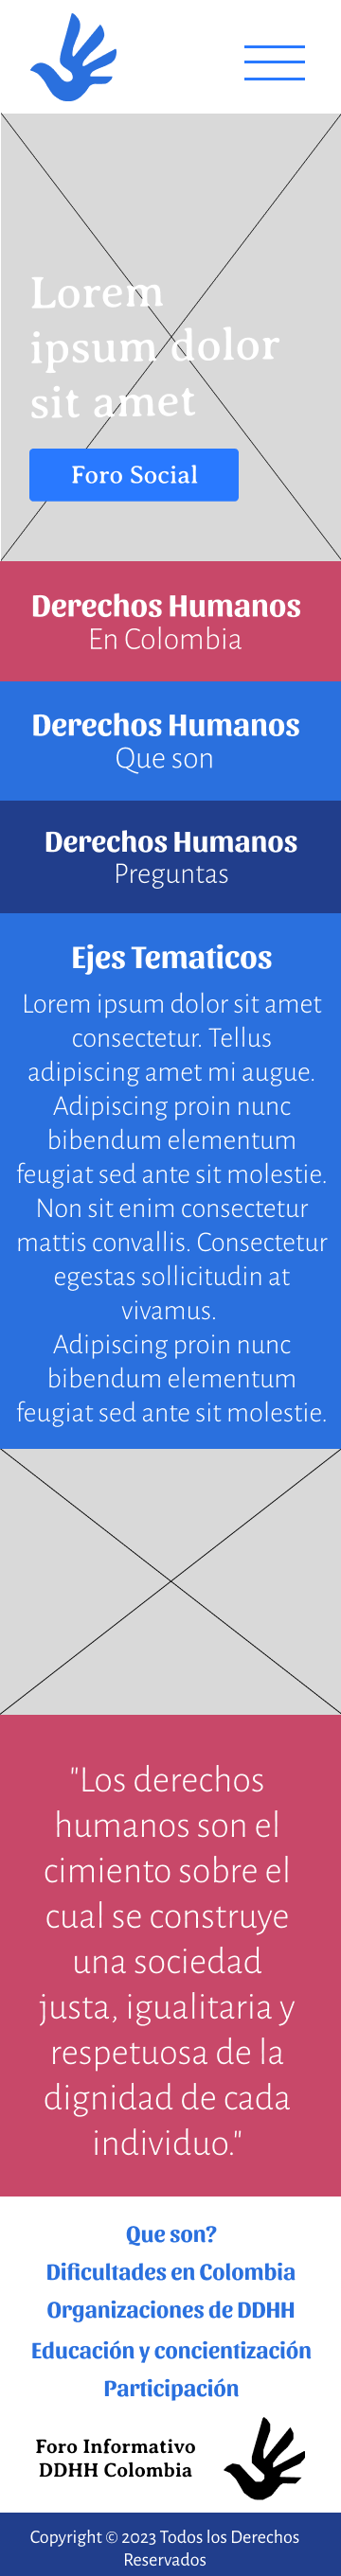 Lorem
ipsum dolor
sit amet
Foro Social
Derechos Humanos
En Colombia
Derechos Humanos
Que son
Derechos Humanos
Preguntas
Ejes Tematicos
Lorem ipsum dolor sit amet
consectetur. Tellus
adipiscing amet mi augue.
Adipiscing proin nunc
bibendum elementum
feugiat sed ante sit molestie.
Non sit enim consectetur
mattis convallis. Consectetur
egestas sollicitudin at
vivamus.
Adipiscing proin nunc
bibendum elementum
feugiat sed ante sit molestie.
"Los derechos
humanos son el
cimiento sobre el
cual se construye
una sociedad
justa, igualitaria y
respetuosa de la
dignidad de cada
individuo."
Que son?
Dificultades en Colombia
Organizaciones de DDHH
Educación y concientización
Participación
Foro Informativo
DDHH Colombia
Copyright © 2023 Todos los Derechos
Reservados